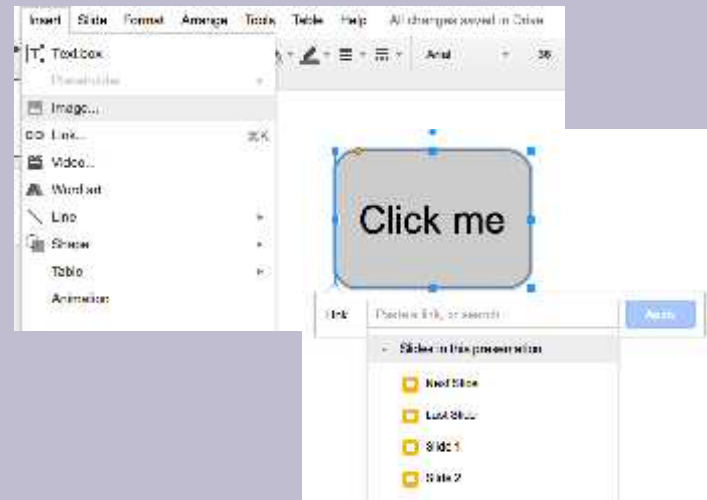 Insert Slide Format Arrange Tools Table Help All changes saved in Drive
Text box
Arial 36
Placeholder
Image...
Link... ⌘K
Video...
Word art
Line
Shape
Table
Animation
Click me
Link Paste a link, or search Apply
Slides in this presentation
Next Slide
Last Slide
Slide 1
Slide 2